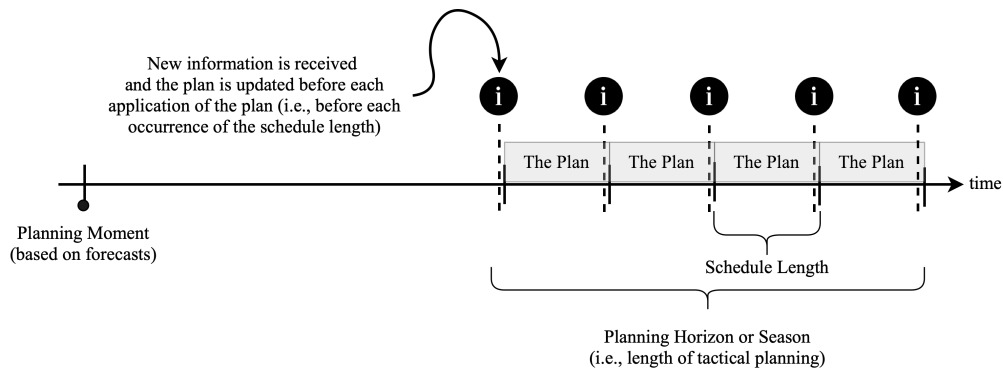 New information is received
and the plan is updated before each
application of the plan (i.e., before each
occurrence of the schedule length)
i i i i i
The Plan The Plan The Plan The Plan
time
Planning Moment
(based on forecasts)
Schedule Length
Planning Horizon or Season
(i.e., length of tactical planning)